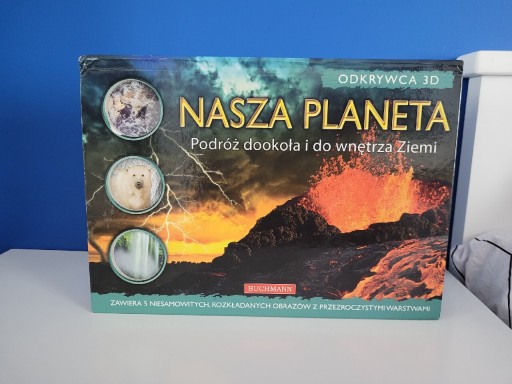 ODKRYWCA 3D
NASZA PLANETA
Podróż dookoła i do wnętrza Ziemi
BUCHMANN
ZAWIERA 5 NIESAMOWITYCH, ROZKŁADANYCH OBRAZÓW Z PRZEZROCZYSTYMI WARSTWAMI